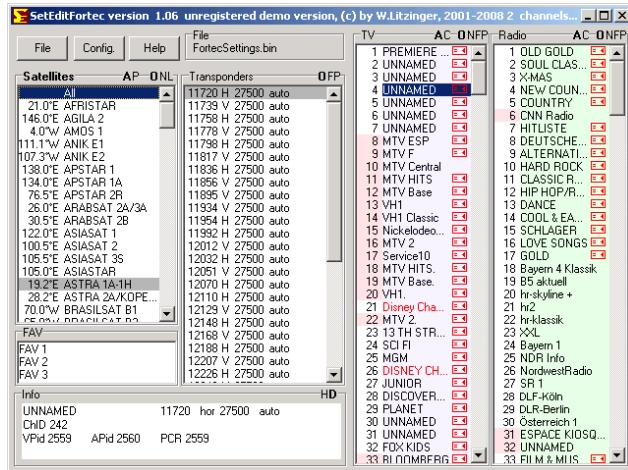 SetEditFortec version 1.06 unregistered demo version, (c) by W.Litzinger, 2001-2008 2 channels...
File Config. Help
File
FortecSettings.bin
Satellites AP ONL
All
21.0°E AFRISTAR
146.0°E AGILA 2
4.0°W AMOS 1
111.1°W ANIK E1
107.3°W ANIK E2
138.0°E APSTAR 1
134.0°E APSTAR 1A
76.5°E APSTAR 2R
26.0°E ARABSAT 2A/3A
30.5°E ARABSAT 2B
122.0°E ASIASAT 1
100.5°E ASIASAT 2
105.5°E ASIASAT 3S
105.0°E ASIASTAR
19.2°E ASTRA 1A-1H
28.2°E ASTRA 2A/KOPE...
70.0°W BRASILSAT B1
FAV
FAV 1
FAV 2
FAV 3
Transponders OFP
11720 H 27500 auto
11739 V 27500 auto
11758 H 27500 auto
11778 V 27500 auto
11798 H 27500 auto
11817 V 27500 auto
11836 H 27500 auto
11856 V 27500 auto
11895 V 27500 auto
11934 V 27500 auto
11954 H 27500 auto
11992 H 27500 auto
12012 V 27500 auto
12032 H 27500 auto
12051 V 27500 auto
12070 H 27500 auto
12110 H 27500 auto
12129 V 27500 auto
12148 H 27500 auto
12168 V 27500 auto
12188 H 27500 auto
12207 V 27500 auto
12226 H 27500 auto
Info HD
UNNAMED 11720 hor 27500 auto
ChID 242
VPid 2559 APid 2560 PCR 2559
TV AC ONFP
1 PREMIERE ...
2 UNNAMED
3 UNNAMED
4 UNNAMED
5 UNNAMED
6 UNNAMED
7 UNNAMED
8 MTV ESP
9 MTV F
10 MTV Central
11 MTV HITS
12 MTV Base
13 VH1
14 VH1 Classic
15 Nickelodeo...
16 MTV 2
17 Service10
18 MTV HITS.
19 MTV Base.
20 VH1.
21 Disney Cha...
22 MTV 2.
23 13 TH STR...
24 SCI FI
25 MGM
26 DISNEY CH...
27 JUNIOR
28 DISCOVER...
29 PLANET
30 UNNAMED
31 UNNAMED
32 FOX KIDS
33 BLOOMBERG
Radio AC ONFP
1 OLD GOLD
2 SOUL CLAS...
3 X-MAS
4 NEW COUN...
5 COUNTRY
6 CNN Radio
7 HITLISTE
8 DEUTSCHE...
9 ALTERNATI...
10 HARD ROCK
11 CLASSIC R...
12 HIP HOP/R...
13 DANCE
14 COOL & EA...
15 SCHLAGER
16 LOVE SONGS
17 GOLD
18 Bayern 4 Klassik
19 B5 aktuell
20 hr-skyline +
21 hr2
22 hr-klassik
23 XXL
24 Bayern 1
25 NDR Info
26 NordwestRadio
27 SR 1
28 DLF-Köln
29 DLR-Berlin
30 Österreich 1
31 ESPACE KIOSQ...
32 UNNAMED
33 FILM & MUS...